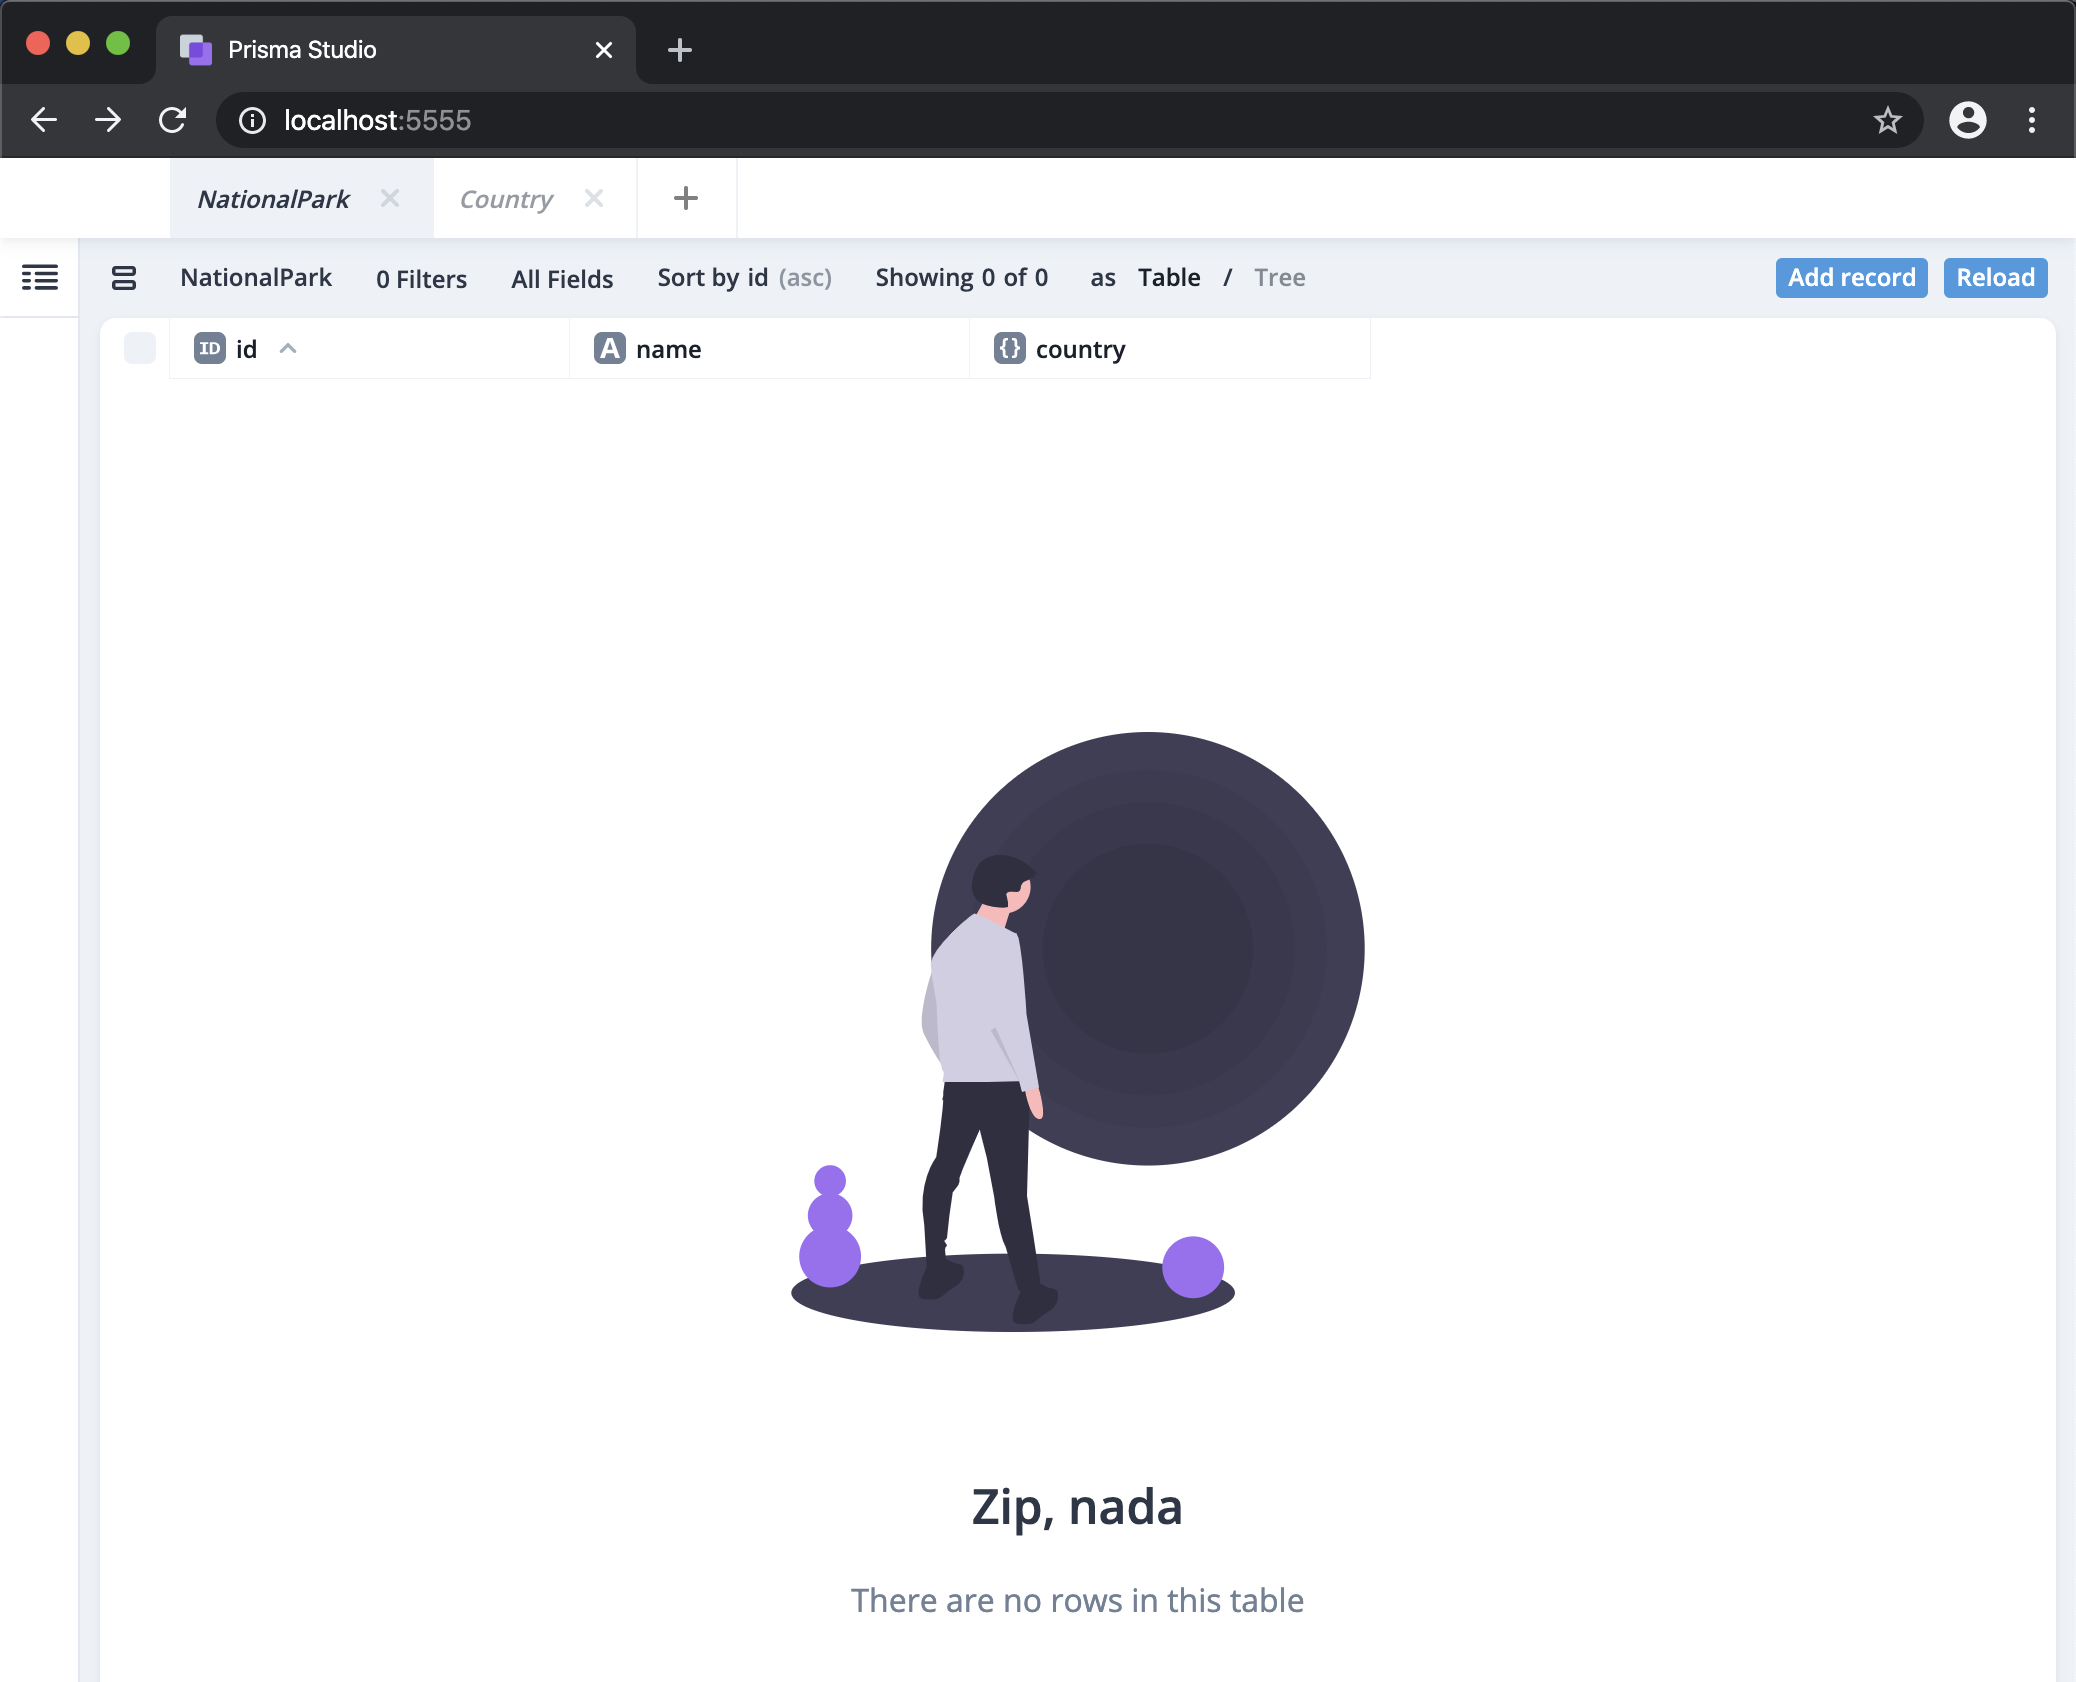 Prisma Studio
localhost:5555
NationalPark Country
NationalPark 0 Filters All Fields Sort by id (asc) Showing 0 of 0 as Table / Tree Add record Reload
ID id A name {} country
Zip, nada
There are no rows in this table